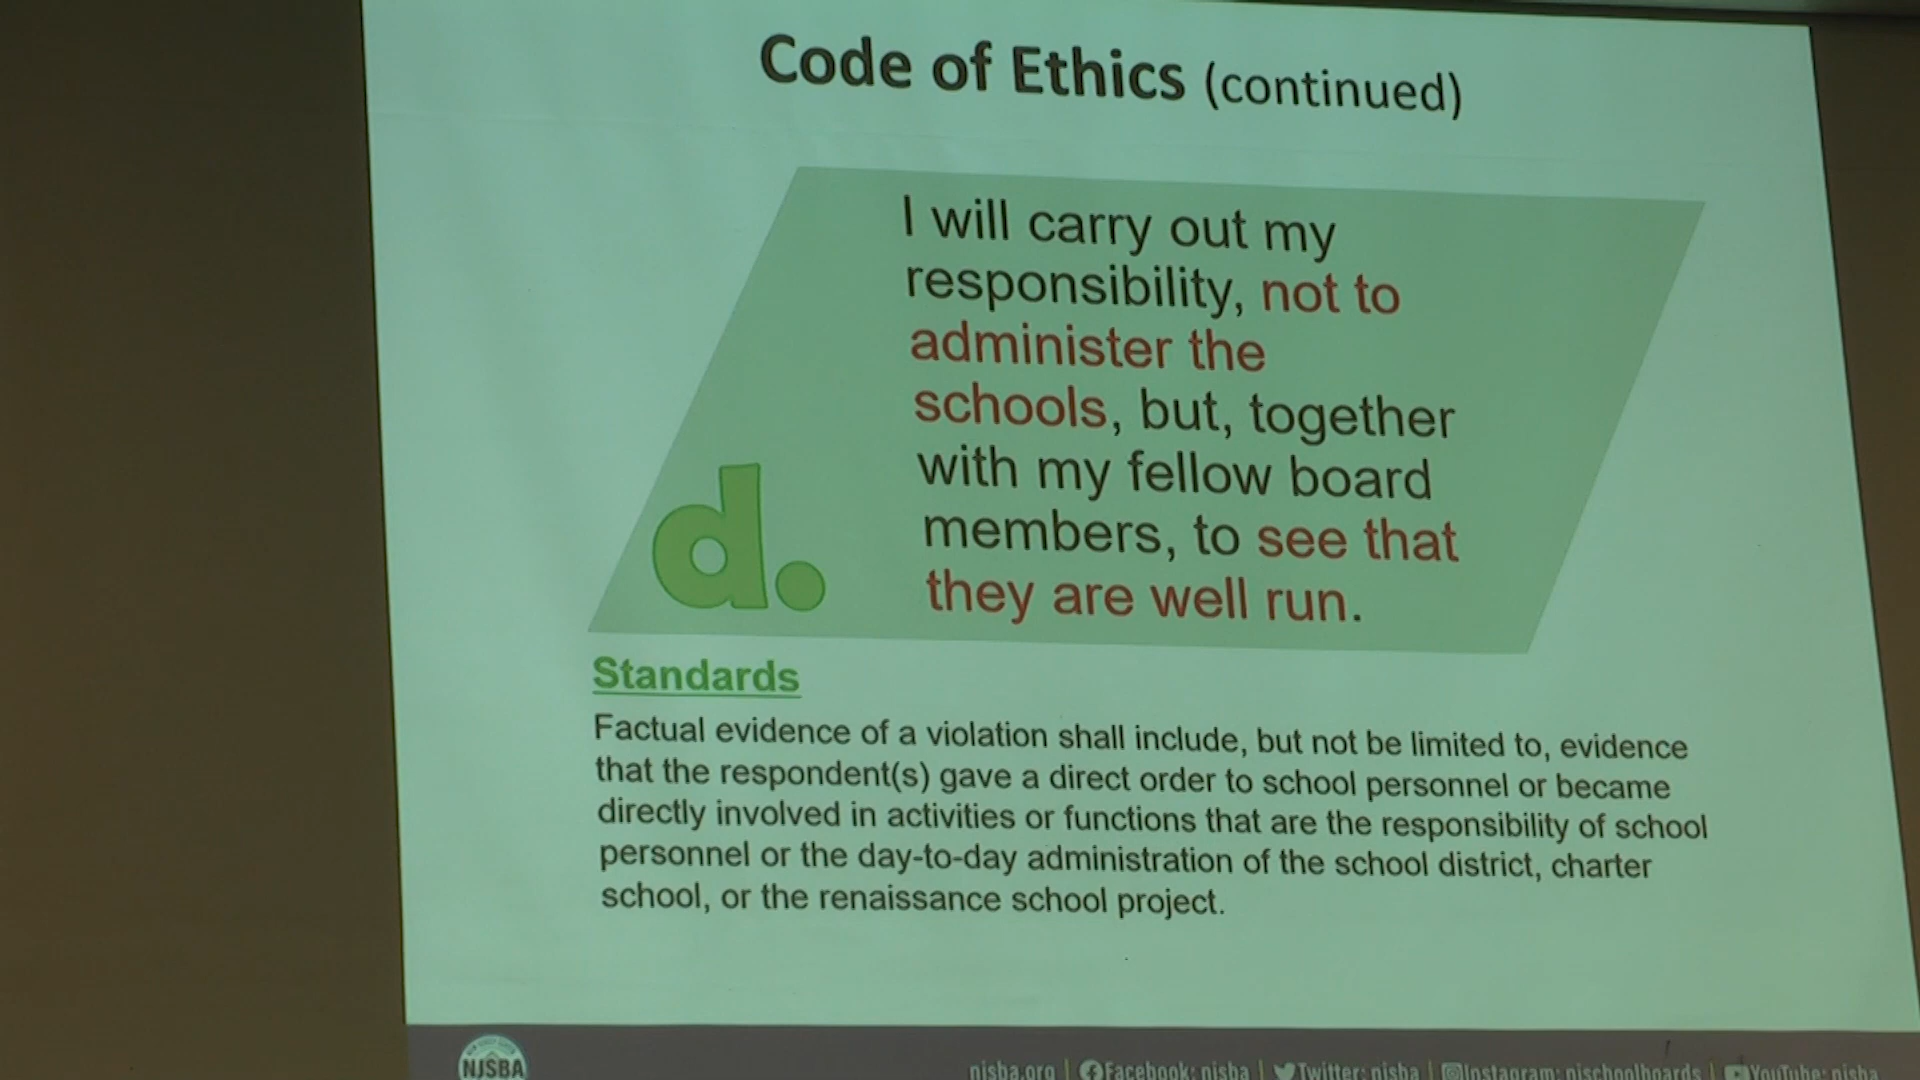 Code of Ethics (continued)
I will carry out my
responsibility, not to
administer the
schools, but, together
with my fellow board
members, to see that
they are well run.
d.
Standards
Factual evidence of a violation shall include, but not be limited to, evidence
that the respondent(s) gave a direct order to school personnel or became
directly involved in activities or functions that are the responsibility of school
personnel or the day-to-day administration of the school district, charter
school, or the renaissance school project.
NJSBA
njsba.org | Facebook: njsba | Twitter: njsba | Instagram: njschoolboards | YouTube: njsba